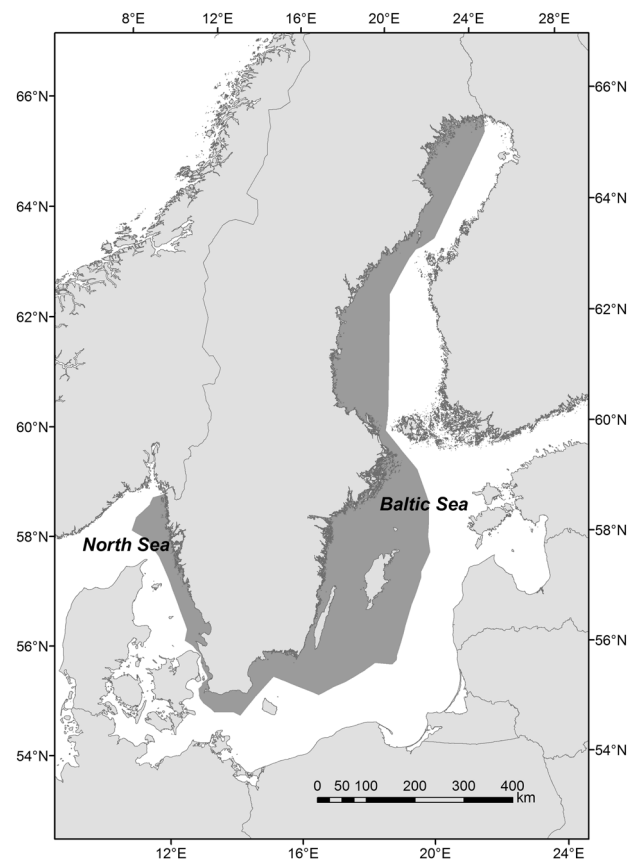 8°E 12°E 16°E 20°E 24°E 28°E
66°N 66°N
64°N 64°N
62°N 62°N
60°N 60°N
Baltic Sea
58°N 58°N
North Sea
56°N 56°N
54°N 54°N
0 50 100 200 300 400
km
12°E 16°E 20°E 24°E